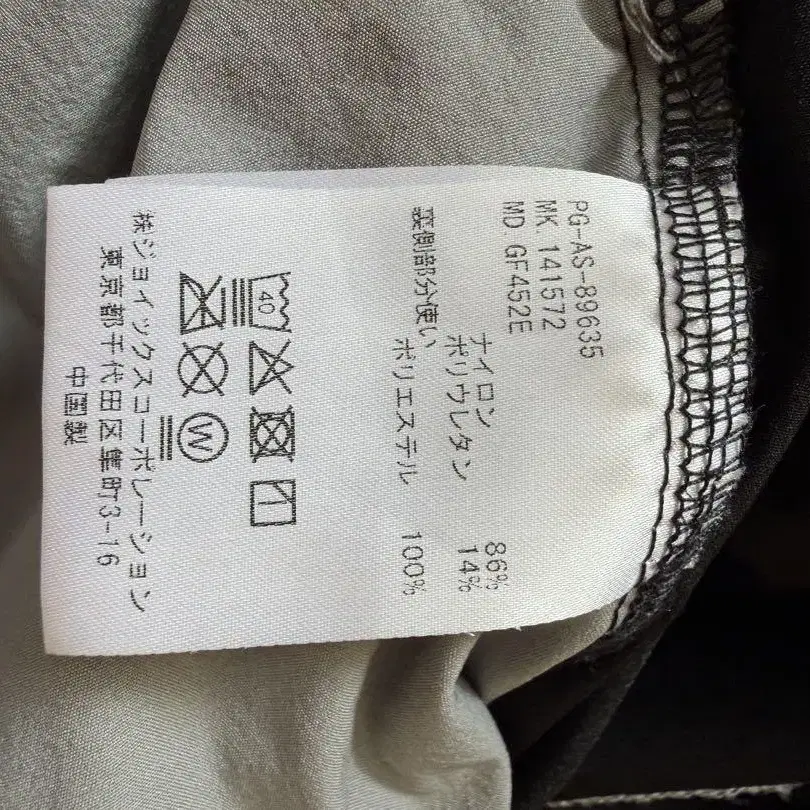 PG-AS-89635
MK. 141572
MD. GF452E
ナイロン 86%
ポリウレタン 14%
裏側部分使い
ポリエステル 100%
40
W
㈱ジョイックスコーポレーション
東京都千代田区隼町3-16
中国製